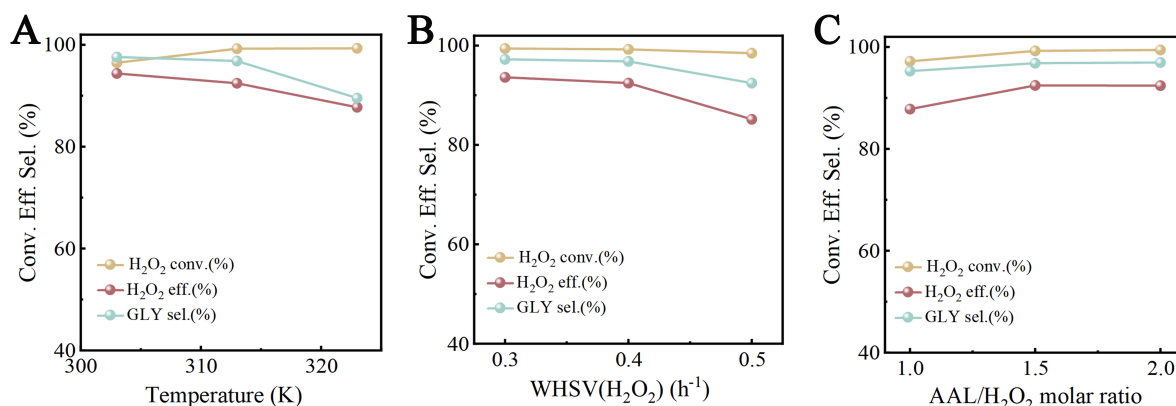 A
Conv. Eff. Sel. (%)
100
80
60
40
H₂O₂ conv.(%)
H₂O₂ eff.(%)
GLY sel.(%)
300
310
320
Temperature (K)
B
Conv. Eff. Sel. (%)
100
80
60
40
H₂O₂ conv.(%)
H₂O₂ eff.(%)
GLY sel.(%)
0.3
0.4
0.5
WHSV(H₂O₂) (h⁻¹)
C
Conv. Eff. Sel. (%)
100
80
60
40
H₂O₂ conv.(%)
H₂O₂ eff.(%)
GLY sel.(%)
1.0
1.5
2.0
AAL/H₂O₂ molar ratio